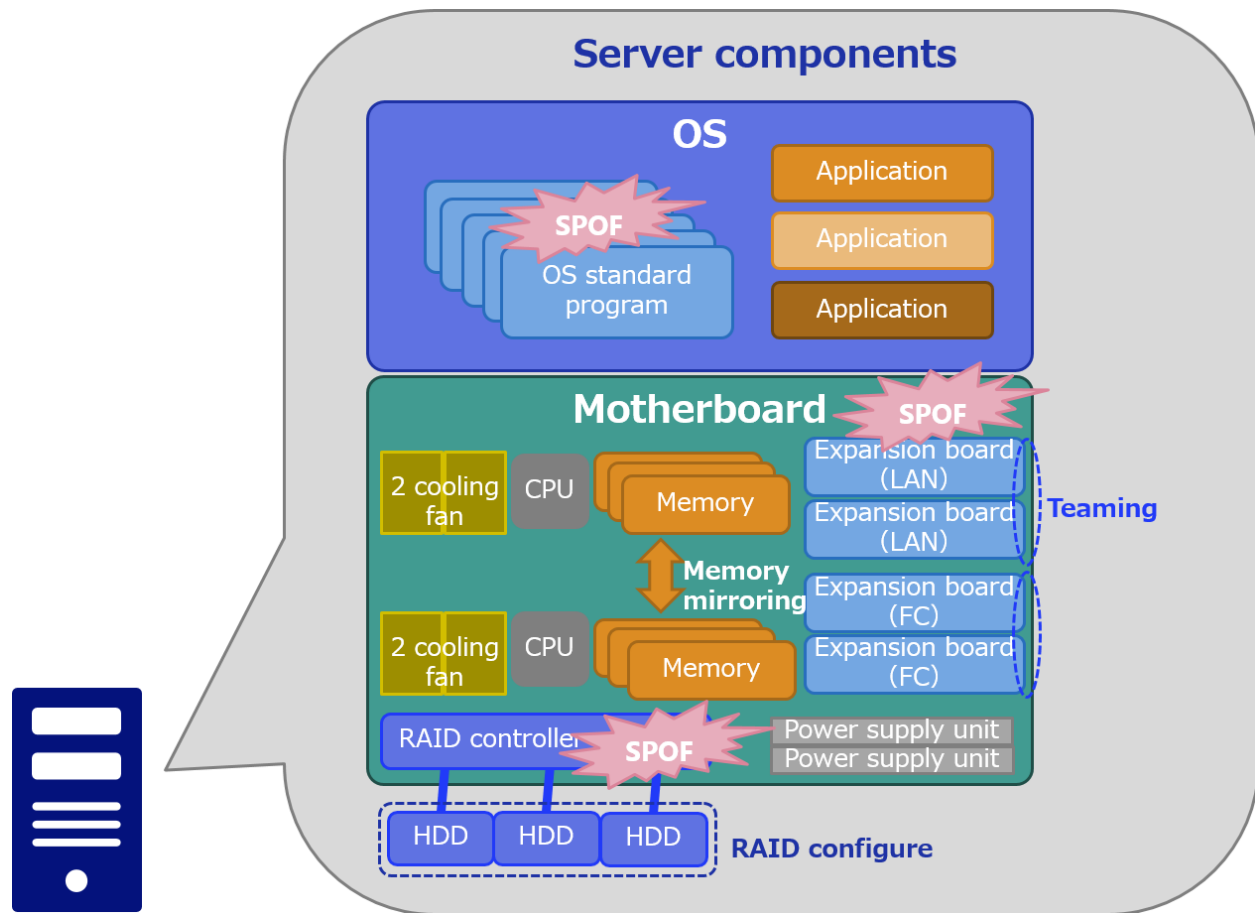 Server components
OS
Application
SPOF
Application
OS standard
program
Application
Motherboard
SPOF
2 cooling
fan
CPU
Memory
Expansion board
(LAN)
Expansion board
(LAN)
Teaming
Memory
mirroring
Expansion board
(FC)
2 cooling
fan
CPU
Memory
Expansion board
(FC)
RAID controller
SPOF
Power supply unit
Power supply unit
HDD
HDD
HDD
RAID configure